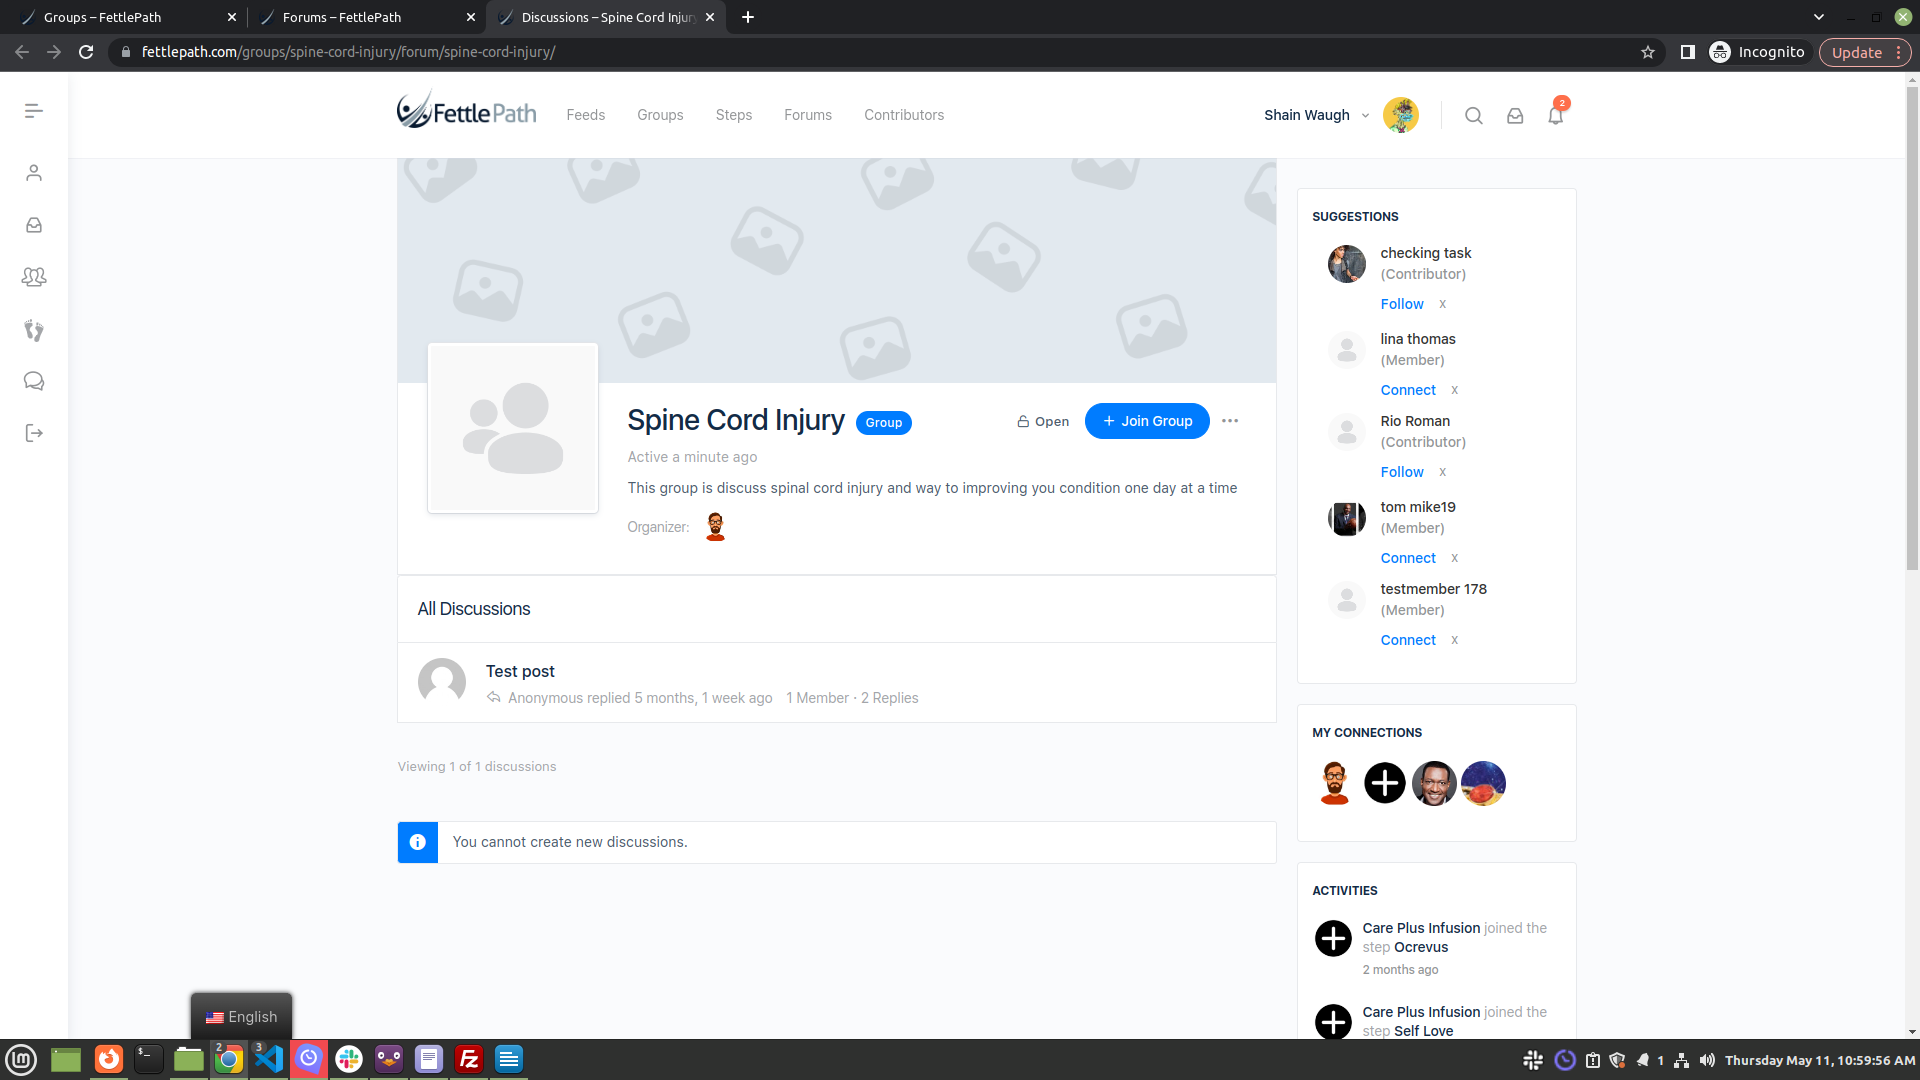 Groups – FettlePath
Forums – FettlePath
Discussions – Spine Cord Injury
fettlepath.com/groups/spine-cord-injury/forum/spine-cord-injury/
Incognito
Update
FettlePath
Feeds
Groups
Steps
Forums
Contributors
Shain Waugh
2
Spine Cord Injury
Group
Open
Join Group
Active a minute ago
This group is discuss spinal cord injury and way to improving you condition one day at a time
Organizer:
All Discussions
Test post
Anonymous replied 5 months, 1 week ago 1 Member · 2 Replies
Viewing 1 of 1 discussions
You cannot create new discussions.
SUGGESTIONS
checking task
(Contributor)
Follow x
lina thomas
(Member)
Connect x
Rio Roman
(Contributor)
Follow x
tom mike19
(Member)
Connect x
testmember 178
(Member)
Connect x
MY CONNECTIONS
ACTIVITIES
Care Plus Infusion joined the
step Ocrevus
2 months ago
Care Plus Infusion joined the
step Self Love
English
lm
$_
2
3
FZ
1
Thursday May 11, 10:59:56 AM